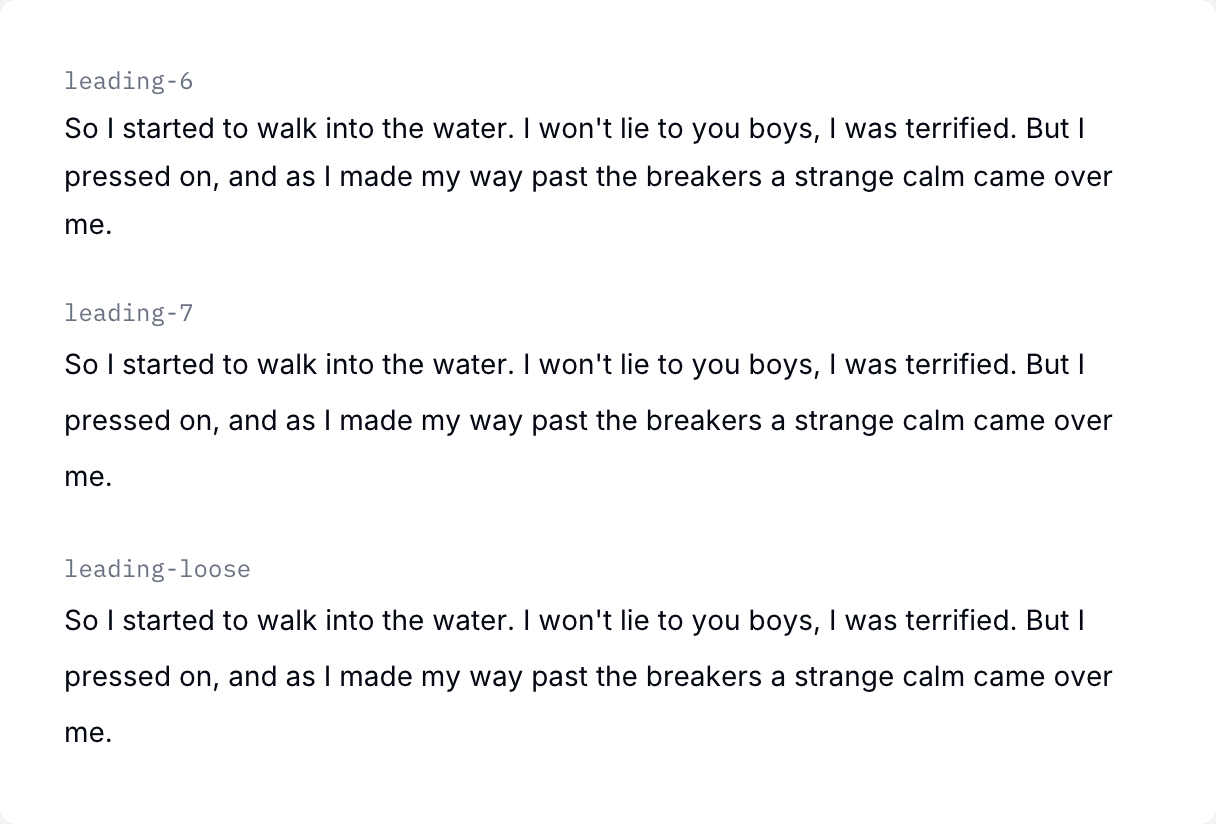 leading-6
So I started to walk into the water. I won't lie to you boys, I was terrified. But I
pressed on, and as I made my way past the breakers a strange calm came over
me.
leading-7
So I started to walk into the water. I won't lie to you boys, I was terrified. But I
pressed on, and as I made my way past the breakers a strange calm came over
me.
leading-loose
So I started to walk into the water. I won't lie to you boys, I was terrified. But I
pressed on, and as I made my way past the breakers a strange calm came over
me.